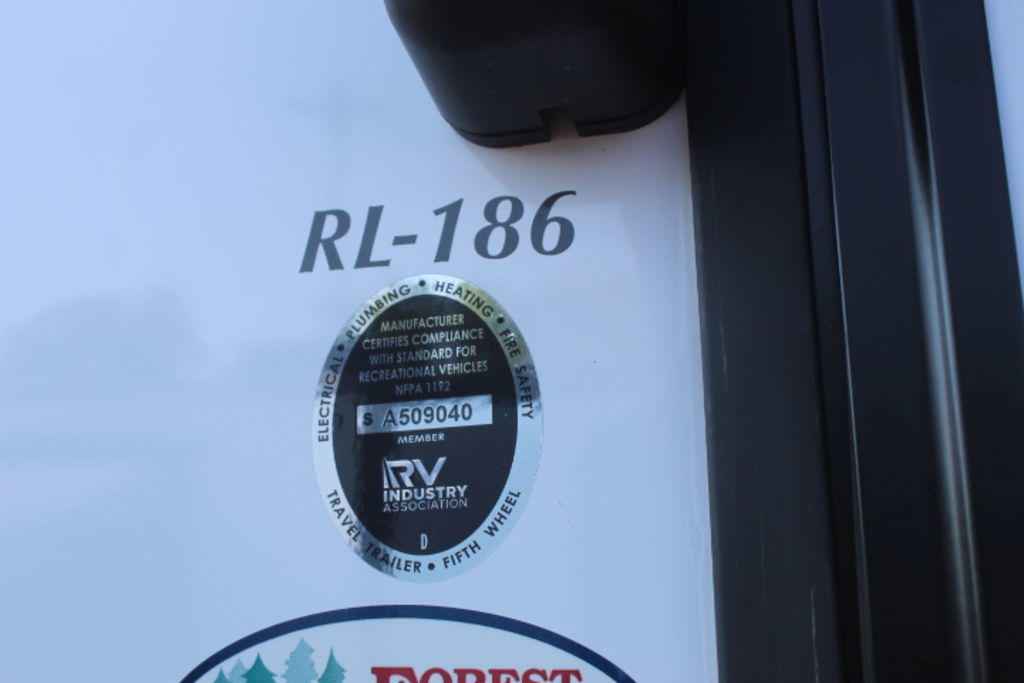 RL-186
ELECTRICAL • PLUMBING • HEATING • FIRE SAFETY
MANUFACTURER
CERTIFIES COMPLIANCE
WITH STANDARD FOR
RECREATIONAL VEHICLES
NFPA 1192
S A509040
MEMBER
RV
INDUSTRY
ASSOCIATION
D
TRAVEL TRAILER • FIFTH WHEEL
FOREST